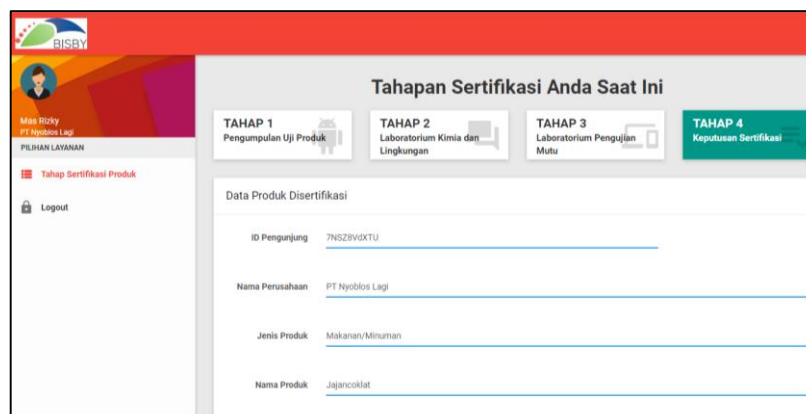 BISBY
Mas Rizky
PT Nyoblos Lagi
PILIHAN LAYANAN
Tahap Sertifikasi Produk
Logout
Tahapan Sertifikasi Anda Saat Ini
TAHAP 1
Pengumpulan Uji Produk
TAHAP 2
Laboratorium Kimia dan
Lingkungan
TAHAP 3
Laboratorium Pengujian
Mutu
TAHAP 4
Keputusan Sertifikasi
Data Produk Disertifikasi
ID Pengunjung 7NSZ8VdXTU
Nama Perusahaan PT Nyoblos Lagi
Jenis Produk Makanan/Minuman
Nama Produk Jajancoklat